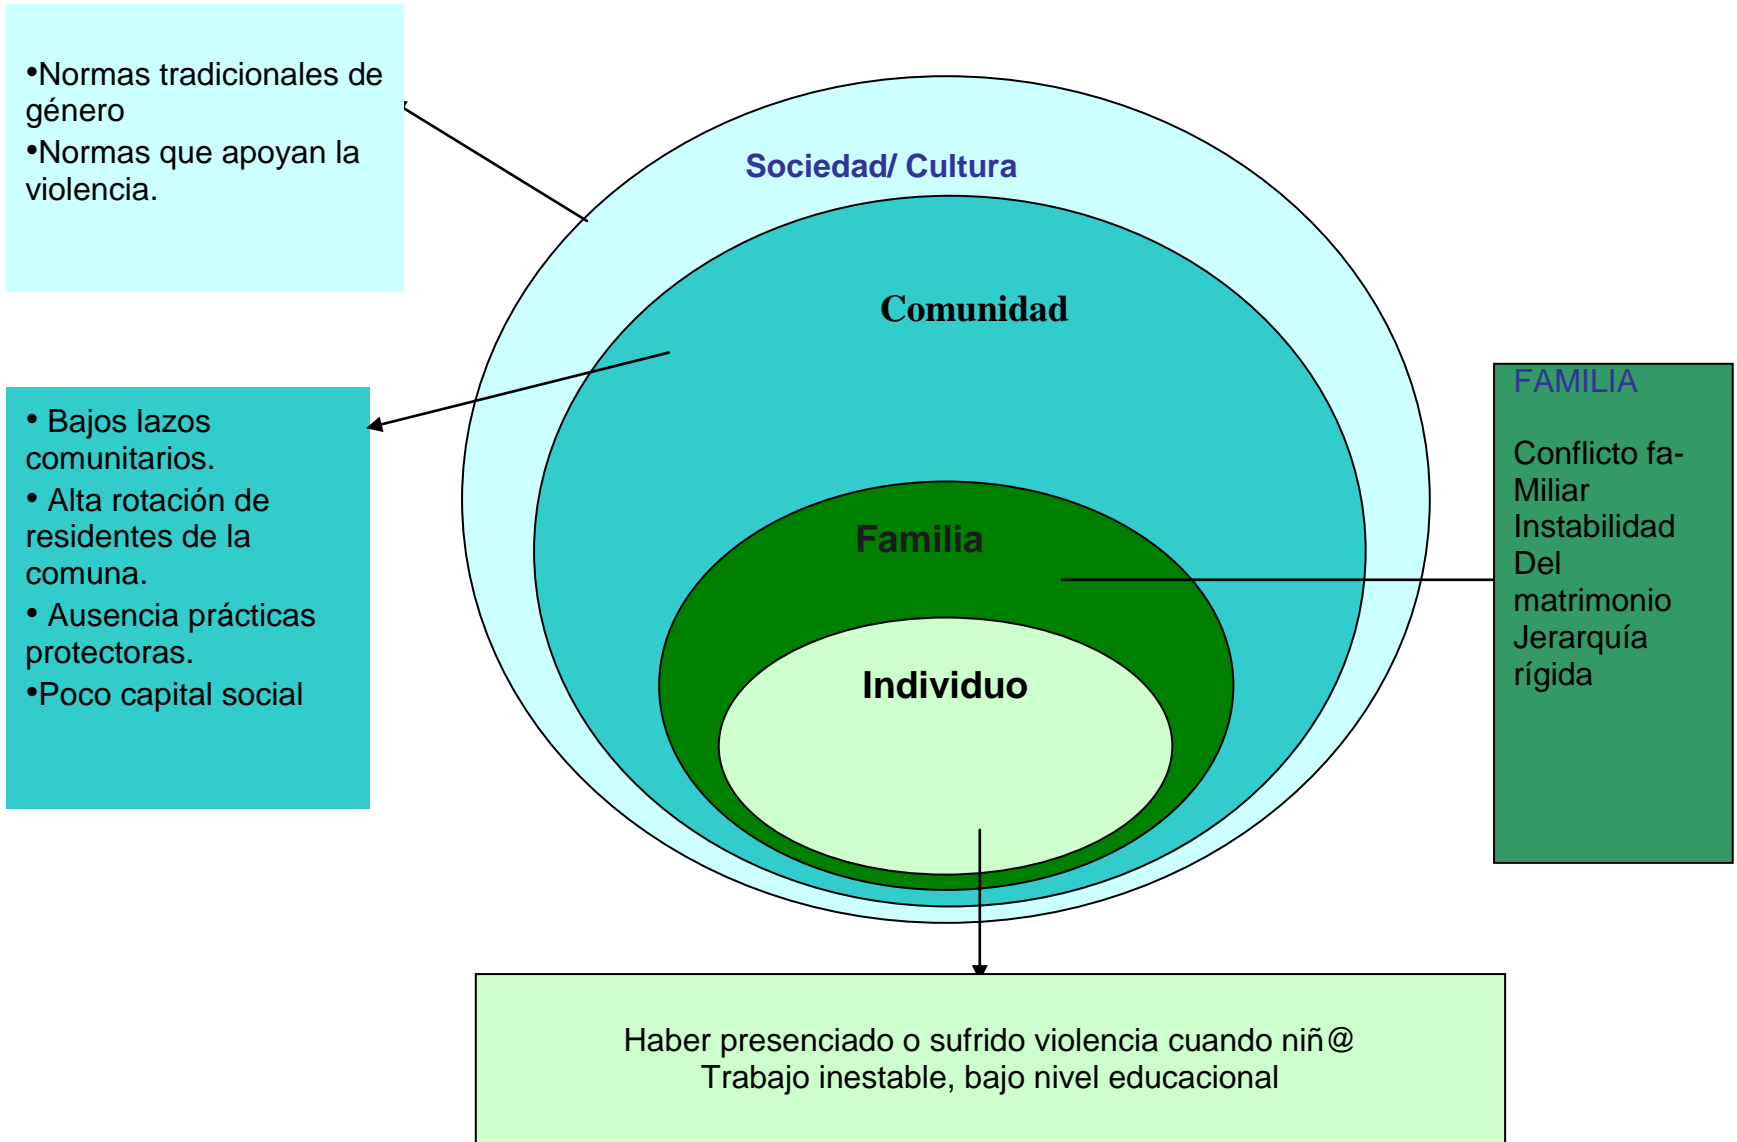 •Normas tradicionales de
género
•Normas que apoyan la
violencia.
Sociedad/ Cultura
Comunidad
• Bajos lazos
comunitarios.
• Alta rotación de
residentes de la
comuna.
• Ausencia prácticas
protectoras.
•Poco capital social
FAMILIA
Conflicto fa-
Miliar
Instabilidad
Del
matrimonio
Jerarquía
rígida
Familia
Individuo
Haber presenciado o sufrido violencia cuando niñ@
Trabajo inestable, bajo nivel educacional